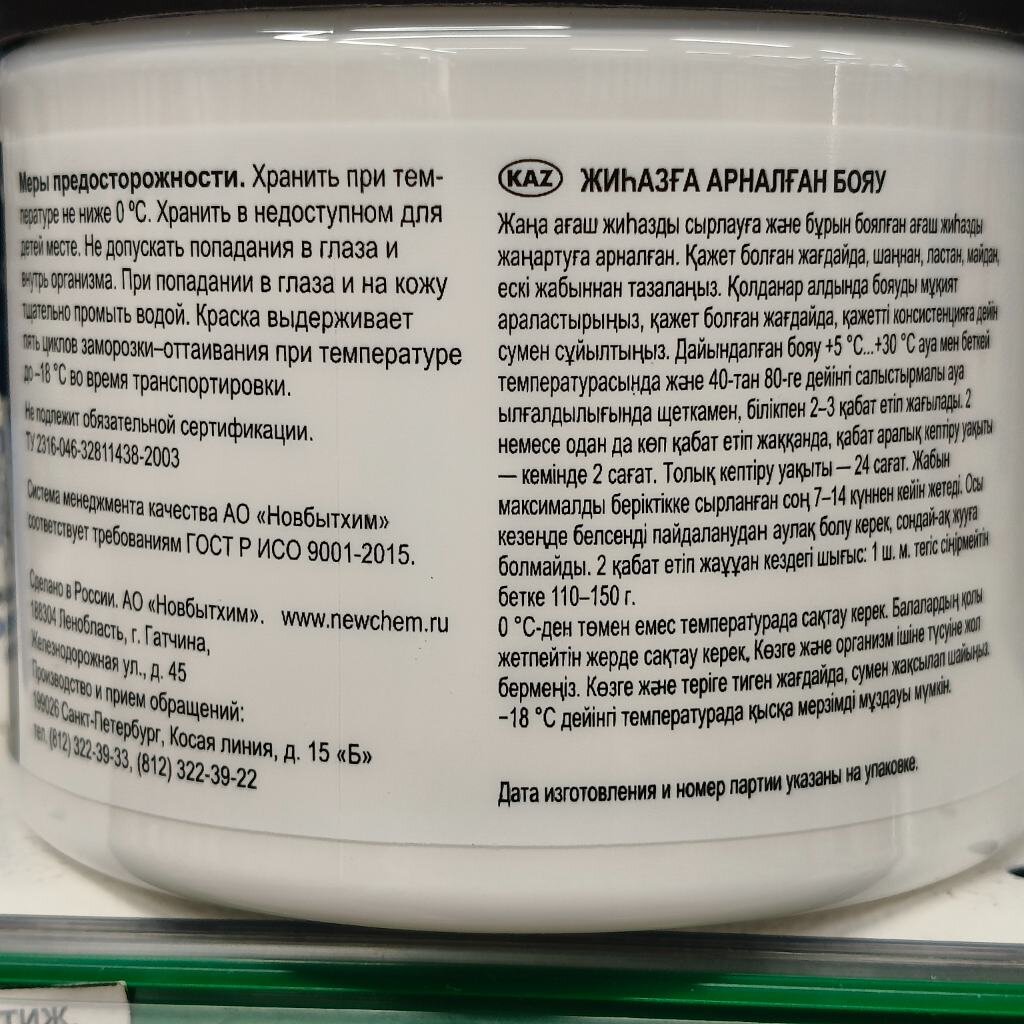 Меры предосторожности. Хранить при тем-
пературе не ниже 0 °С. Хранить в недоступном для
детей месте. Не допускать попадания в глаза и
внутрь организма. При попадании в глаза и на кожу
тщательно промыть водой. Краска выдерживает
пять циклов заморозки–оттаивания при температуре
до –18 °С во время транспортировки.
Не подлежит обязательной сертификации.
ТУ 2316-046-32811438-2003
Система менеджмента качества АО «Новбытхим»
соответствует требованиям ГОСТ Р ИСО 9001-2015.
Сделано в России. АО «Новбытхим». www.newchem.ru
188304 Ленобласть, г. Гатчина,
Железнодорожная ул., д. 45
Производство и прием обращений:
199026 Санкт-Петербург, Косая линия, д. 15 «Б»
тел. (812) 322-39-33, (812) 322-39-22
KAZ ЖИҺАЗҒА АРНАЛҒАН БОЯУ
Жаңа ағаш жиһазды сырлауға және бұрын боялған ағаш жиһазды
жаңартуға арналған. Қажет болған жағдайда, шаңнан, ластан, майдан,
ескі жабыннан тазалаңыз. Қолданар алдында бояуды мұқият
араластырыңыз, қажет болған жағдайда, қажетті консистенцияға дейін
сумен сұйылтыңыз. Дайындалған бояу +5 °С...+30 °С ауа мен беткей
температурасында және 40-тан 80-ге дейінгі салыстырмалы ауа
ылғалдылығында щеткамен, білікпен 2–3 қабат етіп жағылады. 2
немесе одан да көп қабат етіп жаққанда, қабат аралық кептіру уақыты
— кемінде 2 сағат. Толық кептіру уақыты — 24 сағат. Жабын
максималды беріктікке сырланған соң 7–14 күннен кейін жетеді. Осы
кезеңде белсенді пайдаланудан аулақ болу керек, сондай-ақ жууға
болмайды. 2 қабат етіп жаұұан кездегі шығыс: 1 ш. м. тегіс сіңірмейтін
бетке 110–150 г.
0 °С-ден төмен емес температурада сақтау керек. Балалардың қолы
жетпейтін жерде сақтау керек. Көзге және организм ішіне түсуіне жол
бермеңіз. Көзге және теріге тиген жағдайда, сумен жақсылап шайыңыз.
–18 °С дейінгі температурада қысқа мерзімді мұздауы мүмкін.
Дата изготовления и номер партии указаны на упаковке.
ТИЖ